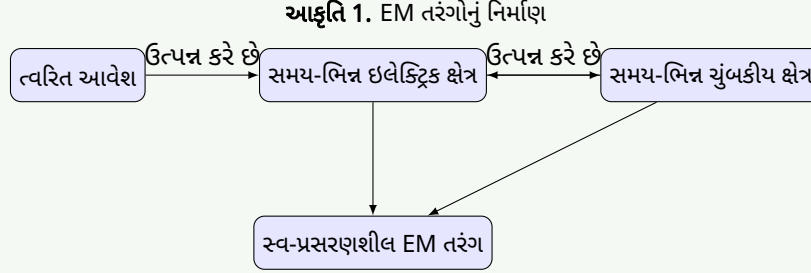 આકૃતિ 1. EM તરંગોનું નિર્માણ
ત્વરિત આવેશ
ઉત્પન્ન કરે છે
સમય-ભિન્ન ઇલેક્ટ્રિક ક્ષેત્ર
ઉત્પન્ન કરે છે
સમય-ભિન્ન ચુંબકીય ક્ષેત્ર
સ્વ-પ્રસરણશીલ EM તરંગ